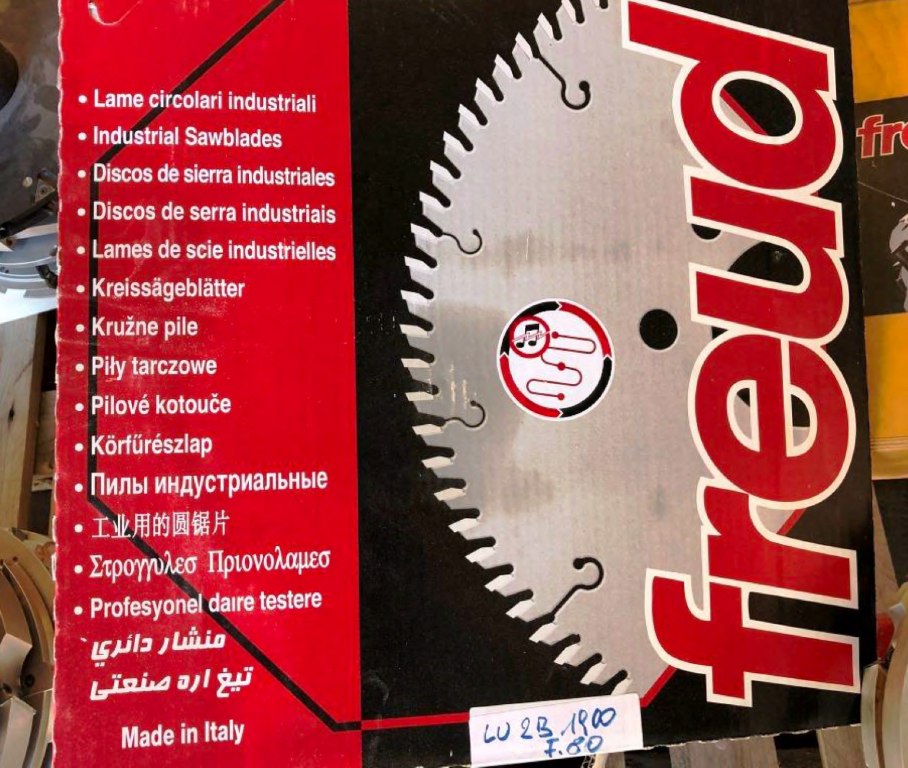 • Lame circolari industriali
• Industrial Sawblades
• Discos de sierra industriales
• Discos de serra industriais
• Lames de scie industrielles
• Kreissägeblätter
• Kružne pile
• Piły tarczowe
• Pilové kotouče
• Körfűrészlap
• Пилы индустриальные
• 工业用的圆锯片
• Στρογγυλεσ Πριονολαμεσ
• Profesyonel daıre testere
منشار دائري
تيغ اره صنعتى
Made in Italy
freud
LU 2B 1900
F.80